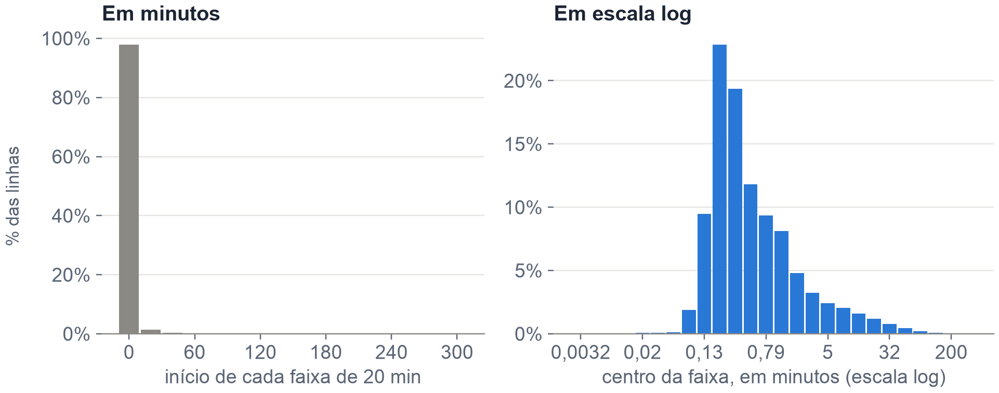 Em minutos
100%
80%
60%
40%
20%
0%
% das linhas
0 60 120 180 240 300
início de cada faixa de 20 min
Em escala log
20%
15%
10%
5%
0%
0,0032 0,02 0,13 0,79 5 32 200
centro da faixa, em minutos (escala log)